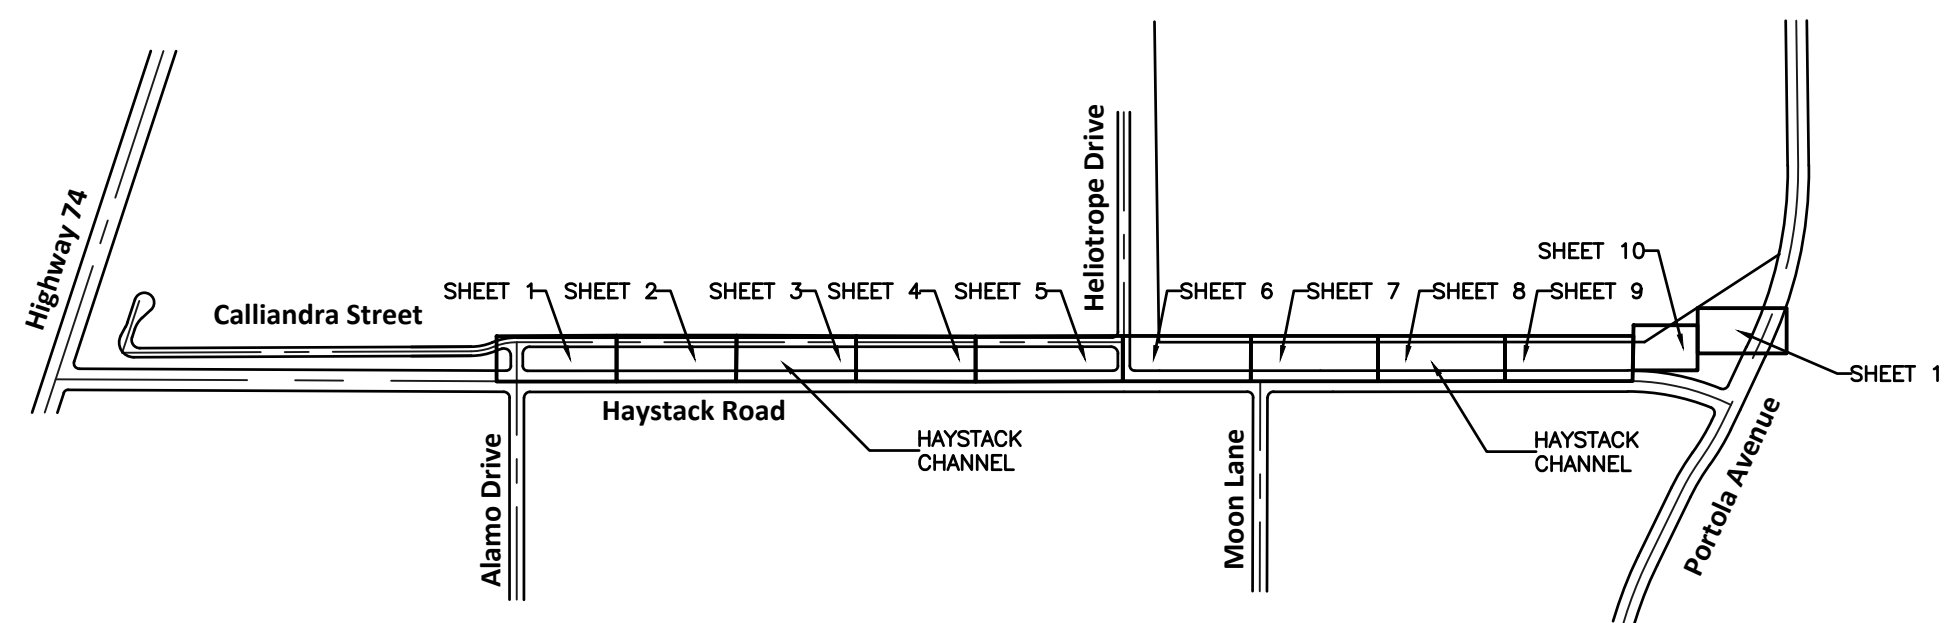 Highway 74
Calliandra Street
SHEET 1
SHEET 2
SHEET 3
SHEET 4
SHEET 5
Heliotrope Drive
SHEET 6
SHEET 7
SHEET 8
SHEET 9
SHEET 10
SHEET 1
Haystack Road
HAYSTACK
CHANNEL
HAYSTACK
CHANNEL
Alamo Drive
Moon Lane
Portola Avenue